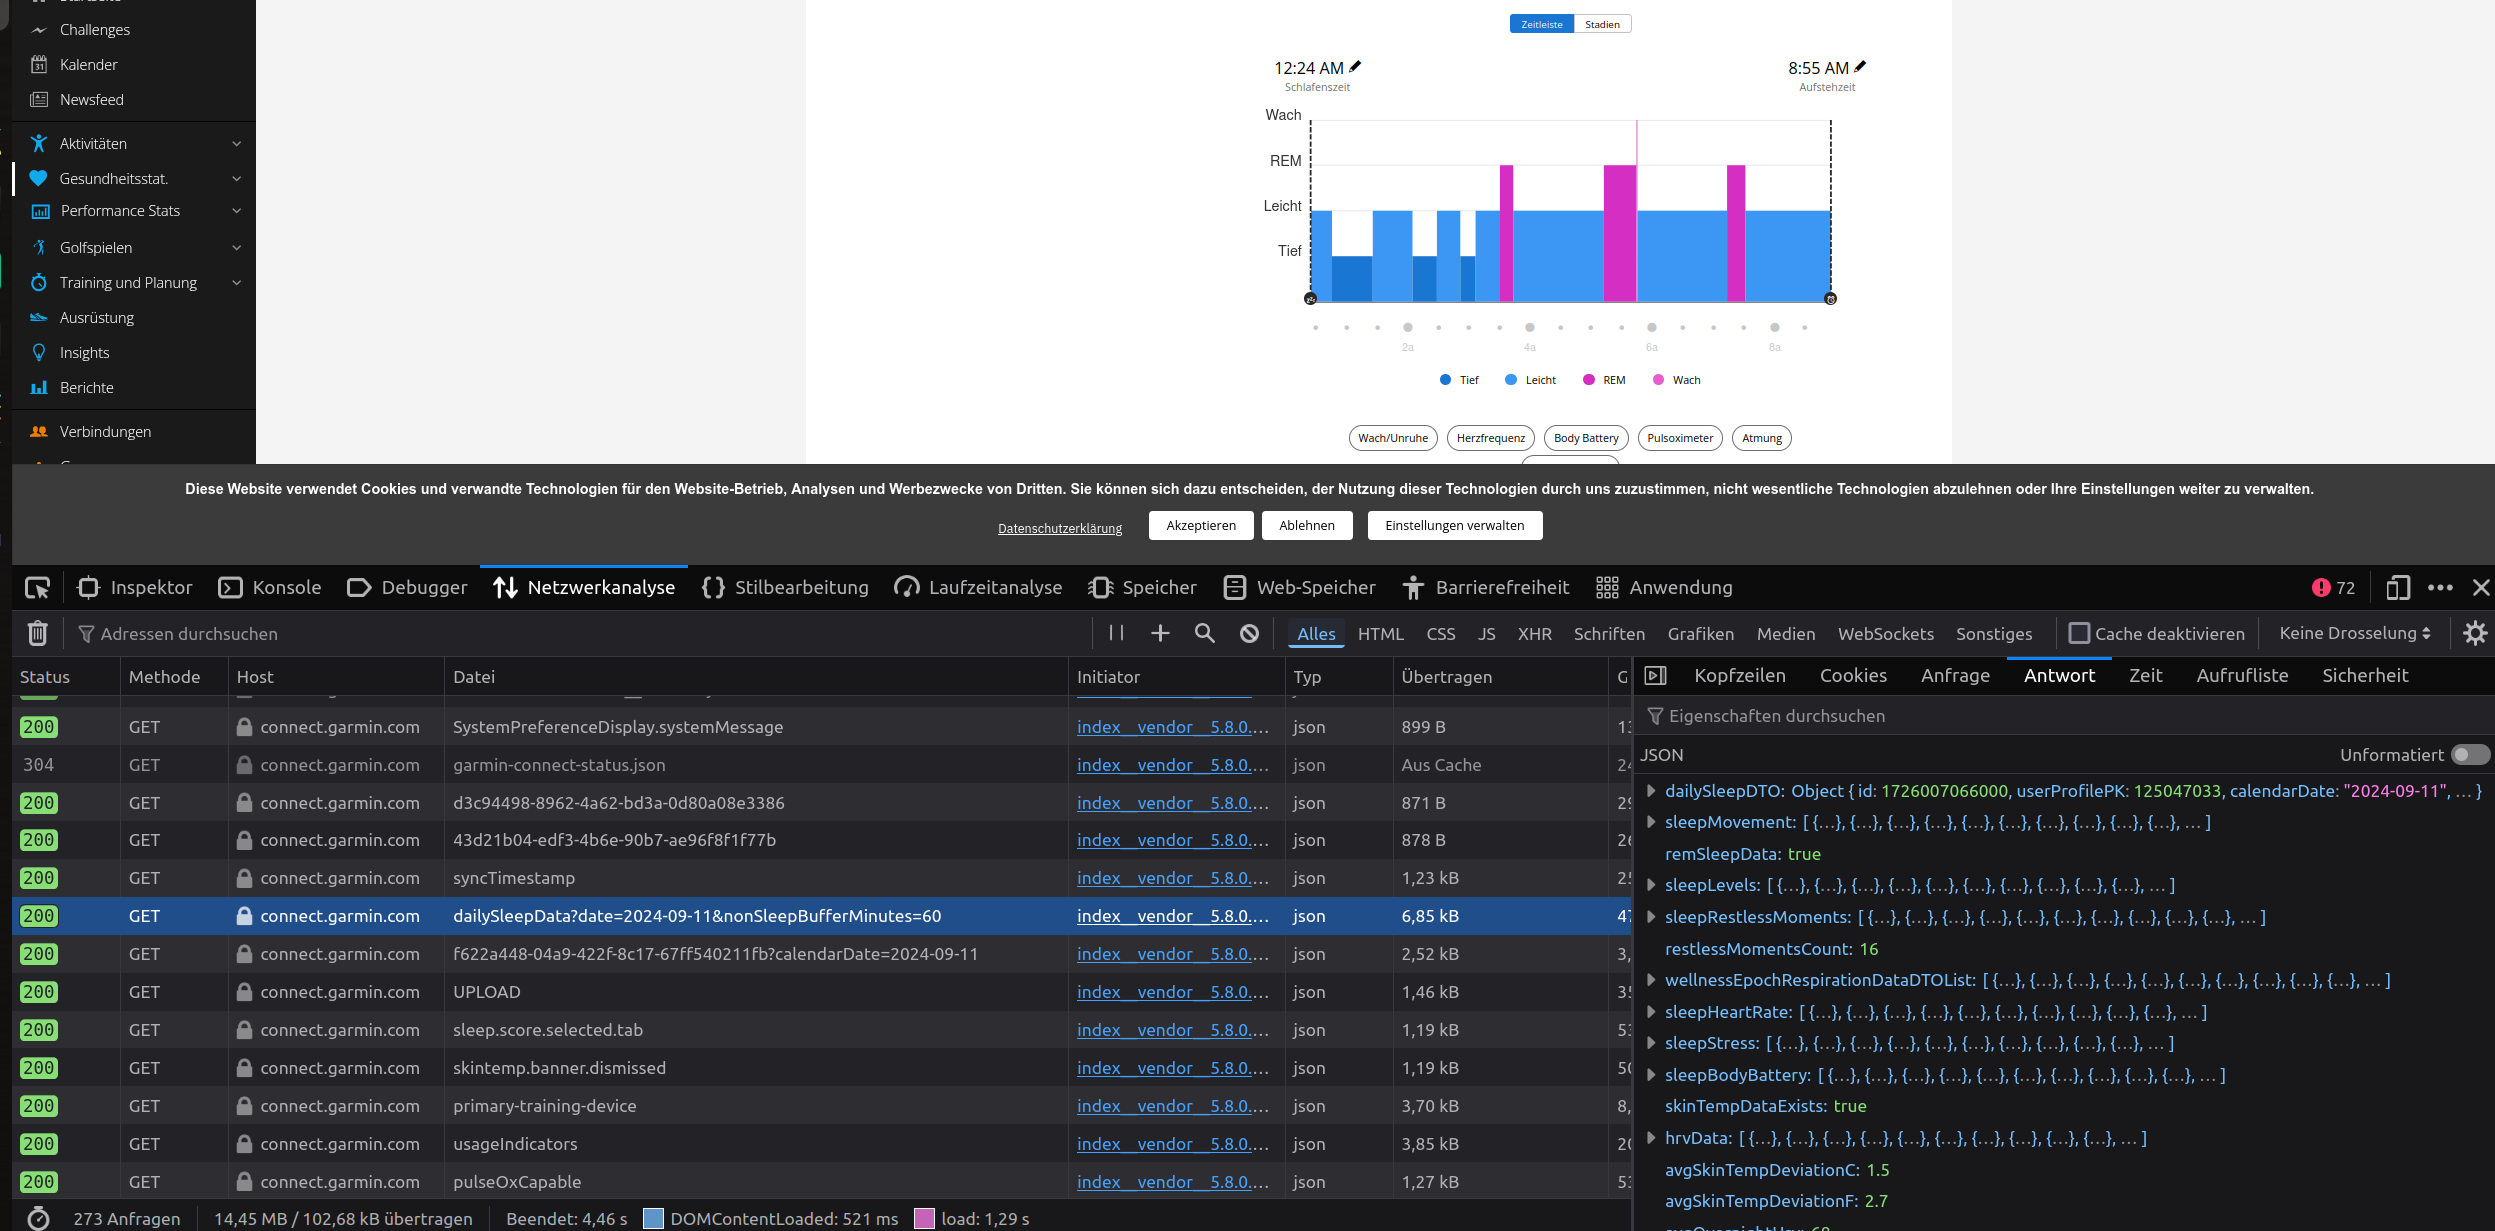 Challenges
Kalender
Newsfeed
Aktivitäten
Gesundheitsstat.
Performance Stats
Golfspielen
Training und Planung
Ausrüstung
Insights
Berichte
Verbindungen
Zeitleiste Stadien
12:24 AM 8:55 AM
Schlafenszeit Aufstehzeit
Wach
REM
Leicht
Tief
2a 4a 6a 8a
Tief Leicht REM Wach
Wach/Unruhe Herzfrequenz Body Battery Pulsoximeter Atmung
Diese Website verwendet Cookies und verwandte Technologien für den Website-Betrieb, Analysen und Werbezwecke von Dritten. Sie können sich dazu entscheiden, der Nutzung dieser Technologien durch uns zuzustimmen, nicht wesentliche Technologien abzulehnen oder Ihre Einstellungen weiter zu verwalten.
Datenschutzerklärung Akzeptieren Ablehnen Einstellungen verwalten
Inspektor Konsole Debugger Netzwerkanalyse Stilbearbeitung Laufzeitanalyse Speicher Web-Speicher Barrierefreiheit Anwendung 72
Adressen durchsuchen Alles HTML CSS JS XHR Schriften Grafiken Medien WebSockets Sonstiges Cache deaktivieren Keine Drosselung
Status Methode Host Datei Initiator Typ Übertragen G
200 GET connect.garmin.com SystemPreferenceDisplay.systemMessage index__vendor__5.8.0.… json 899 B
304 GET connect.garmin.com garmin-connect-status.json index__vendor__5.8.0.… json Aus Cache
200 GET connect.garmin.com d3c94498-8962-4a62-bd3a-0d80a08e3386 index__vendor__5.8.0.… json 871 B
200 GET connect.garmin.com 43d21b04-edf3-4b6e-90b7-ae96f8f1f77b index__vendor__5.8.0.… json 878 B
200 GET connect.garmin.com syncTimestamp index__vendor__5.8.0.… json 1,23 kB
200 GET connect.garmin.com dailySleepData?date=2024-09-11&nonSleepBufferMinutes=60 index__vendor__5.8.0.… json 6,85 kB
200 GET connect.garmin.com f622a448-04a9-422f-8c17-67ff540211fb?calendarDate=2024-09-11 index__vendor__5.8.0.… json 2,52 kB
200 GET connect.garmin.com UPLOAD index__vendor__5.8.0.… json 1,46 kB
200 GET connect.garmin.com sleep.score.selected.tab index__vendor__5.8.0.… json 1,19 kB
200 GET connect.garmin.com skintemp.banner.dismissed index__vendor__5.8.0.… json 1,19 kB
200 GET connect.garmin.com primary-training-device index__vendor__5.8.0.… json 3,70 kB
200 GET connect.garmin.com usageIndicators index__vendor__5.8.0.… json 3,85 kB
200 GET connect.garmin.com pulseOxCapable index__vendor__5.8.0.… json 1,27 kB
273 Anfragen 14,45 MB / 102,68 kB übertragen Beendet: 4,46 s DOMContentLoaded: 521 ms load: 1,29 s
Kopfzeilen Cookies Anfrage Antwort Zeit Aufrufliste Sicherheit
Eigenschaften durchsuchen
JSON Unformatiert
dailySleepDTO: Object { id: 1726007066000, userProfilePK: 125047033, calendarDate: "2024-09-11", … }
sleepMovement: [ {…}, {…}, {…}, {…}, {…}, {…}, {…}, {…}, {…}, {…}, … ]
remSleepData: true
sleepLevels: [ {…}, {…}, {…}, {…}, {…}, {…}, {…}, {…}, {…}, {…}, … ]
sleepRestlessMoments: [ {…}, {…}, {…}, {…}, {…}, {…}, {…}, {…}, {…}, {…}, … ]
restlessMomentsCount: 16
wellnessEpochRespirationDataDTOList: [ {…}, {…}, {…}, {…}, {…}, {…}, {…}, {…}, {…}, {…}, … ]
sleepHeartRate: [ {…}, {…}, {…}, {…}, {…}, {…}, {…}, {…}, {…}, {…}, … ]
sleepStress: [ {…}, {…}, {…}, {…}, {…}, {…}, {…}, {…}, {…}, {…}, … ]
sleepBodyBattery: [ {…}, {…}, {…}, {…}, {…}, {…}, {…}, {…}, {…}, {…}, … ]
skinTempDataExists: true
hrvData: [ {…}, {…}, {…}, {…}, {…}, {…}, {…}, {…}, {…}, {…}, … ]
avgSkinTempDeviationC: 1.5
avgSkinTempDeviationF: 2.7